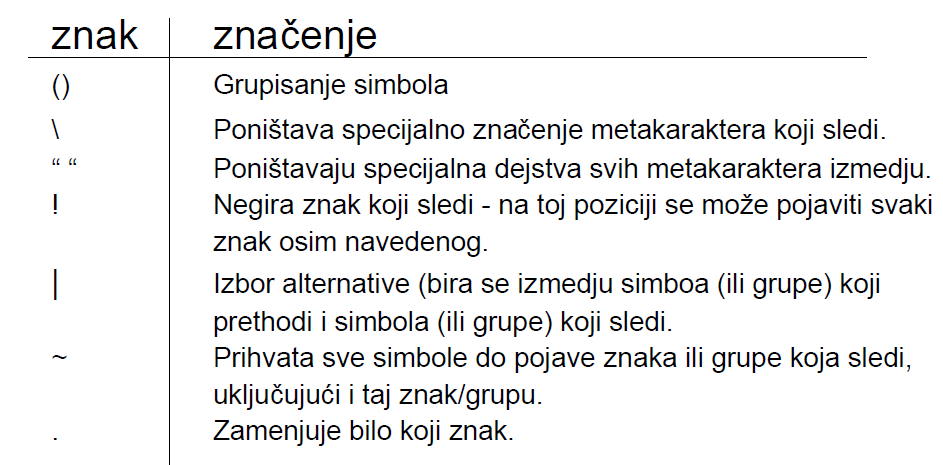 znak značenje
() Grupisanje simbola
\ Poništava specijalno značenje metakaraktera koji sledi.
“ “ Poništavaju specijalna dejstva svih metakaraktera izmedju.
! Negira znak koji sledi - na toj poziciji se može pojaviti svaki
znak osim navedenog.
| Izbor alternative (bira se izmedju simboa (ili grupe) koji
prethodi i simbola (ili grupe) koji sledi.
~ Prihvata sve simbole do pojave znaka ili grupe koja sledi,
uključujući i taj znak/grupu.
. Zamenjuje bilo koji znak.